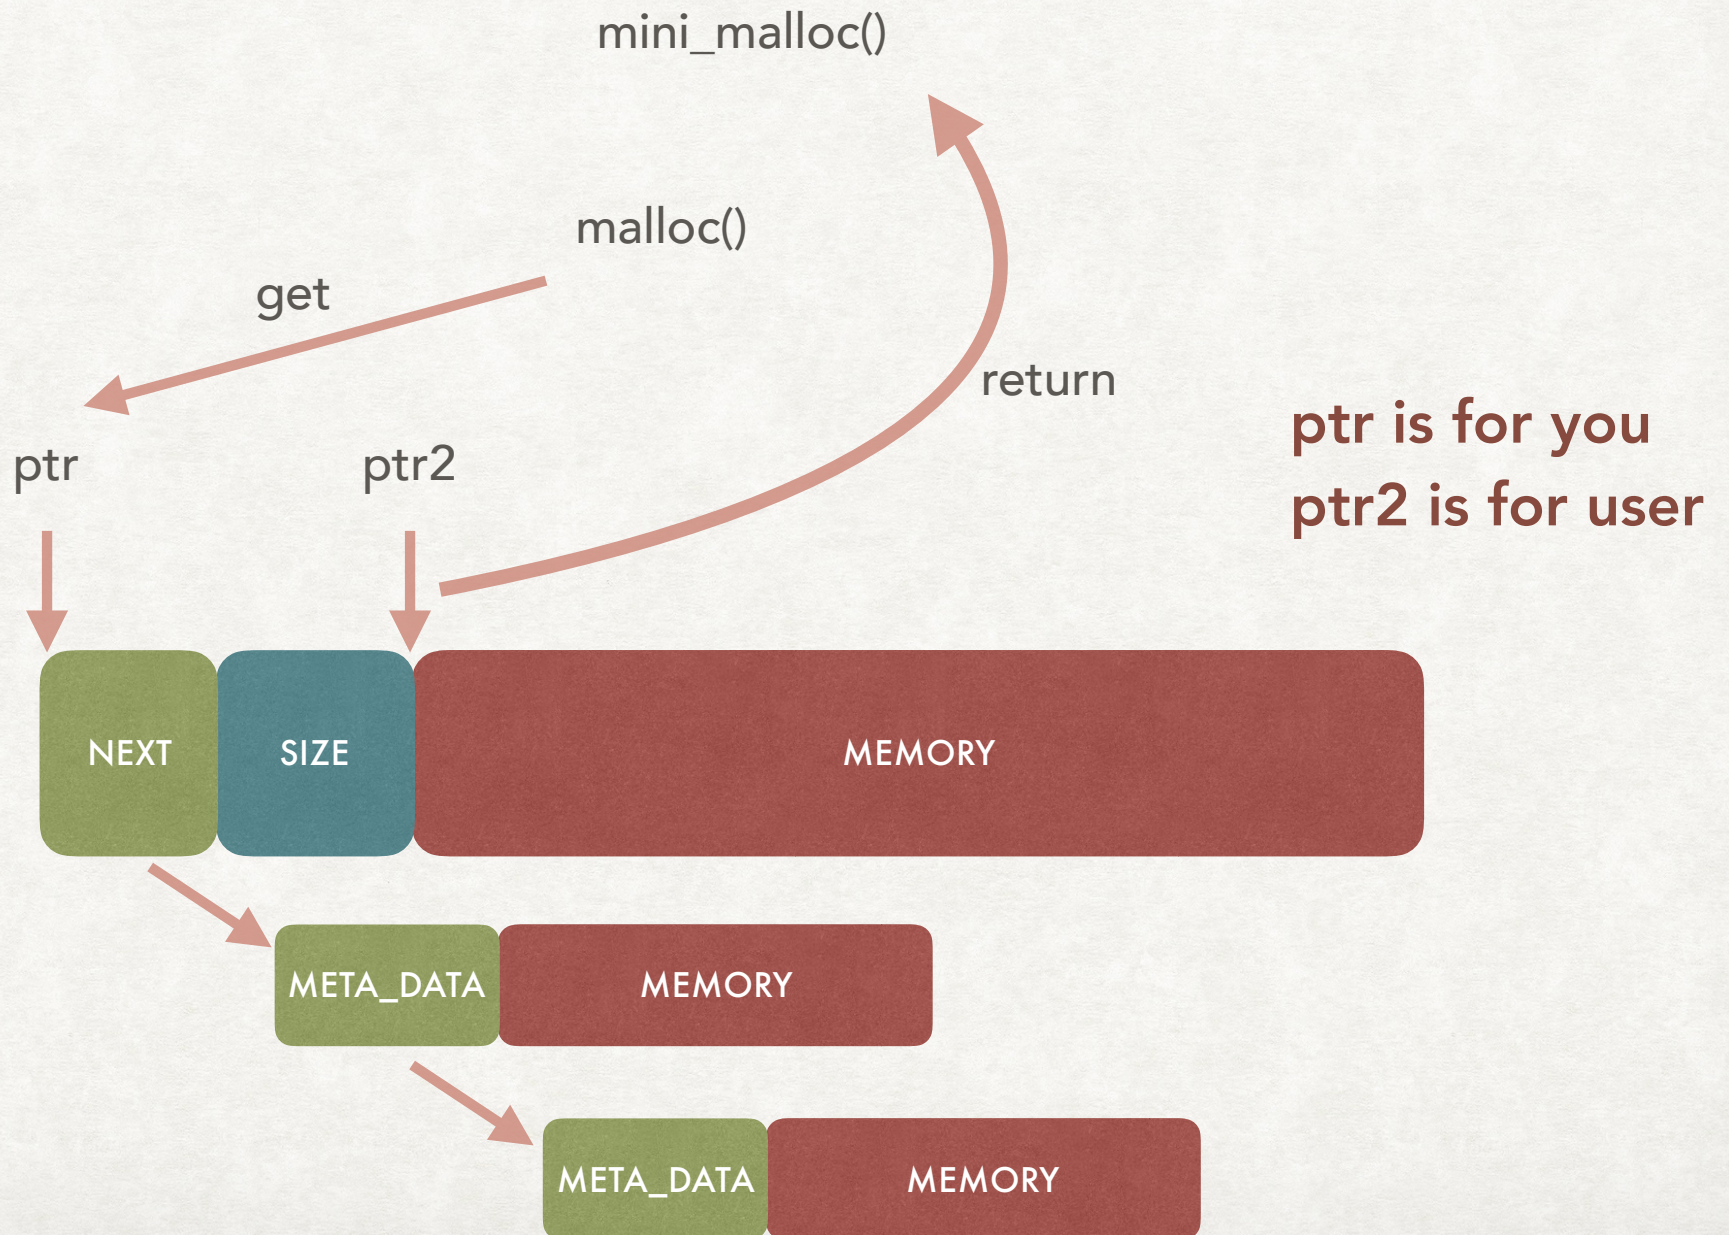 mini_malloc()
malloc()
get
return
ptr is for you
ptr ptr2
ptr2 is for user
NEXT SIZE MEMORY
META_DATA MEMORY
META_DATA MEMORY